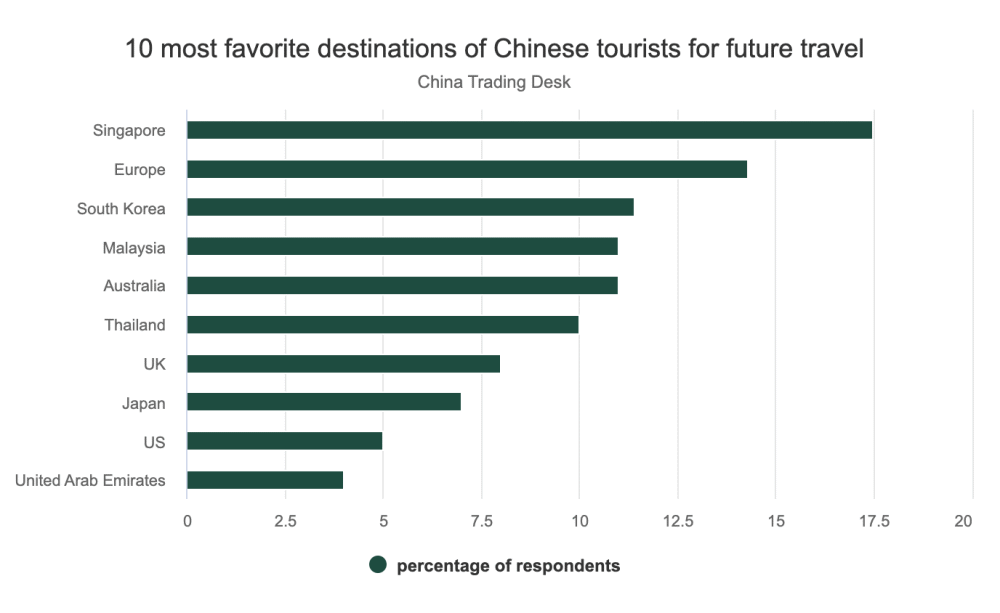 10 most favorite destinations of Chinese tourists for future travel
China Trading Desk
Singapore
Europe
South Korea
Malaysia
Australia
Thailand
UK
Japan
US
United Arab Emirates
0 2.5 5 7.5 10 12.5 15 17.5 20
percentage of respondents